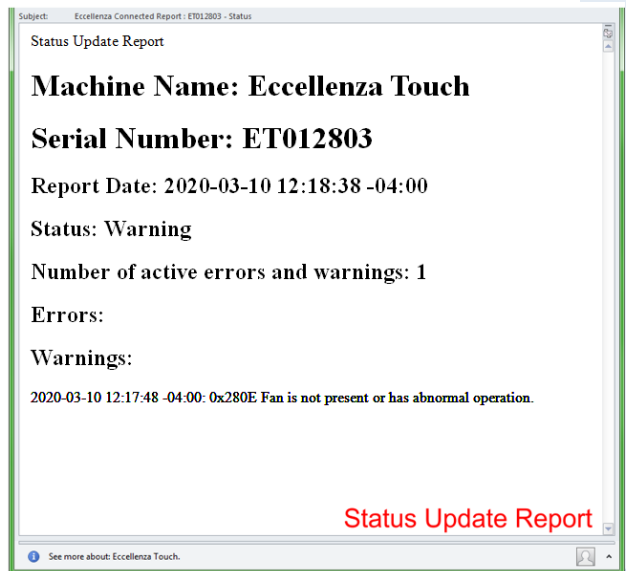 Subject: Eccellenza Connected Report : ET012803 - Status
Status Update Report
Machine Name: Eccellenza Touch
Serial Number: ET012803
Report Date: 2020-03-10 12:18:38 -04:00
Status: Warning
Number of active errors and warnings: 1
Errors:
Warnings:
2020-03-10 12:17:48 -04:00: 0x280E Fan is not present or has abnormal operation.
Status Update Report
See more about: Eccellenza Touch.